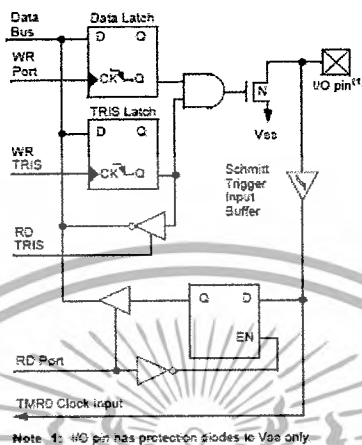 Data Bus
Data Latch
D Q
WR Port
CK Q
I/O pin(1)
N
Vss
TRIS Latch
D Q
WR TRIS
CK Q
Schmitt
Trigger
Input
Buffer
RD TRIS
Q D
EN
RD Port
TMR0 Clock Input
Note 1: I/O pin has protection diodes to Vss only.